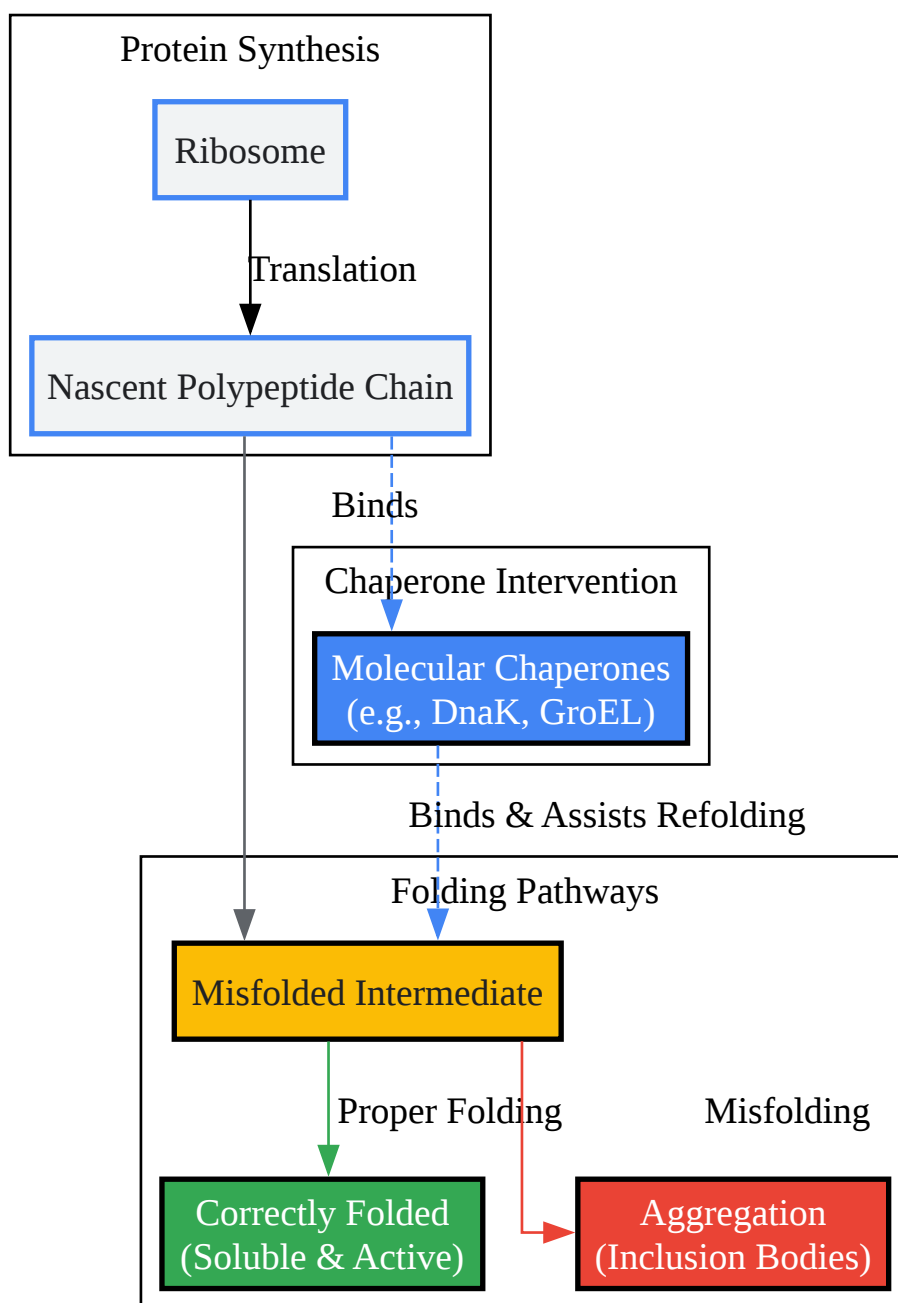 Protein Synthesis
Ribosome
Translation
Nascent Polypeptide Chain
Binds
Chaperone Intervention
Molecular Chaperones
(e.g., DnaK, GroEL)
Binds & Assists Refolding
Folding Pathways
Misfolded Intermediate
Proper Folding
Misfolding
Correctly Folded
(Soluble & Active)
Aggregation
(Inclusion Bodies)